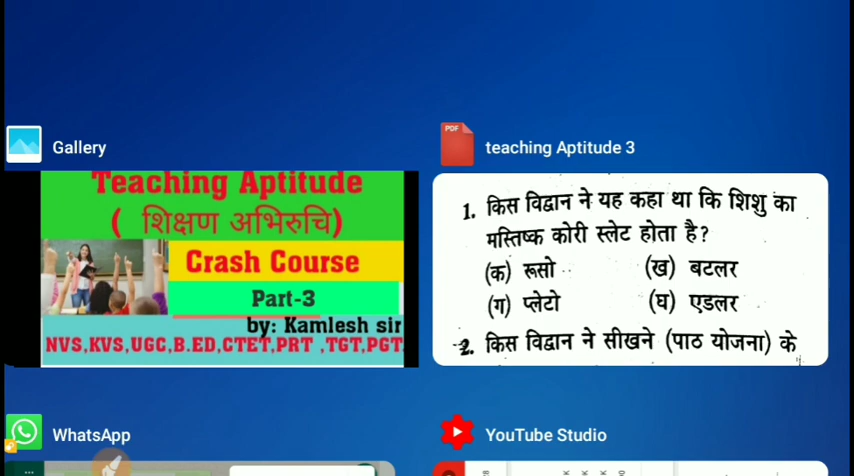 Gallery
Teaching Aptitude
( शिक्षण अभिरुचि)
Crash Course
Part-3
by: Kamlesh sir
NVS,KVS,UGC,B.ED,CTET,PRT ,TGT,PGT
PDF
teaching Aptitude 3
1. किस विद्वान ने यह कहा था कि शिशु का
मस्तिष्क कोरी स्लेट होता है?
(क) रूसो (ख) बटलर
(ग) प्लेटो (घ) एडलर
2. किस विद्वान ने सीखने (पाठ योजना) के
WhatsApp
YouTube Studio